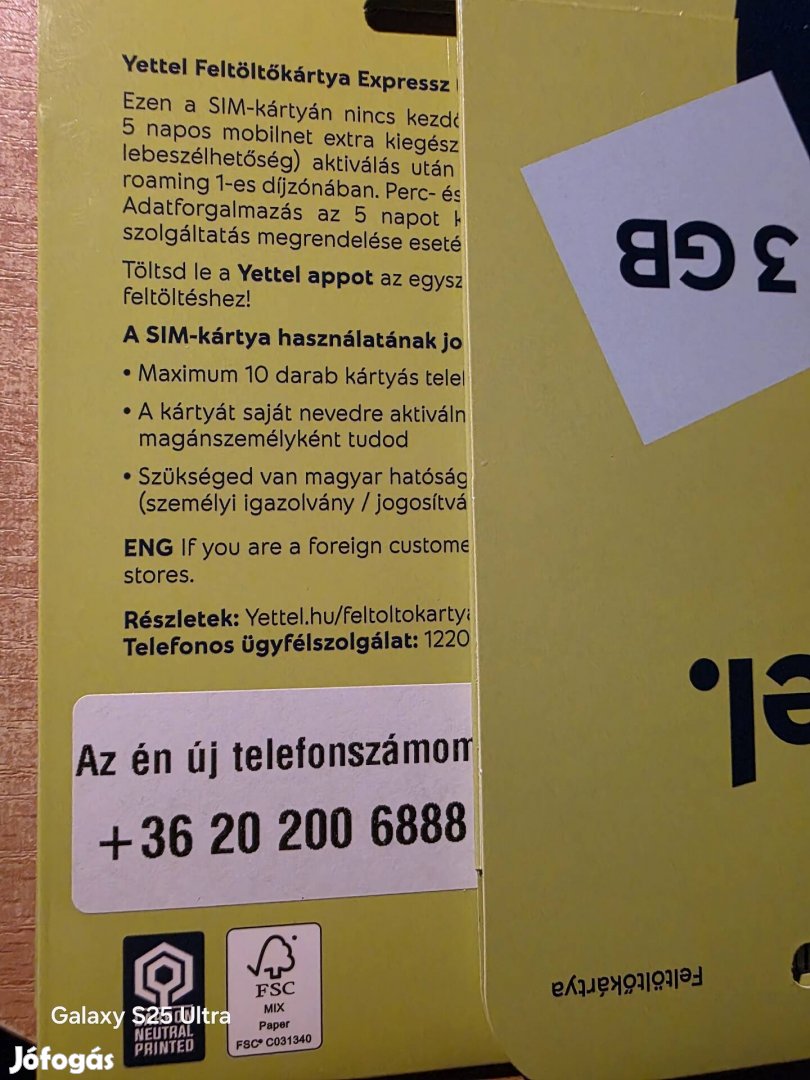 Yettel Feltöltőkártya Expressz
Ezen a SIM-kártyán nincs kezdő
5 napos mobilnet extra kiegész
lebeszélhetőség) aktiválás után
roaming 1-es díjzónában. Perc- és
Adatforgalmazás az 5 napot k
szolgáltatás megrendelése eseté
Töltsd le a Yettel appot az egysz
feltöltéshez!
A SIM-kártya használatának jo
• Maximum 10 darab kártyás tele
• A kártyát saját nevedre aktiváln
magánszemélyként tudod
• Szükséged van magyar hatóság
(személyi igazolvány / jogosítvá
ENG If you are a foreign custome
stores.
Részletek: Yettel.hu/feltoltokartya
Telefonos ügyfélszolgálat: 1220
Az én új telefonszámom
+36 20 200 6888
NEUTRAL
PRINTED
FSC
MIX
Paper
FSC® C031340
3 GB
el.
Feltöltőkártya
Galaxy S25 Ultra
Jófogás